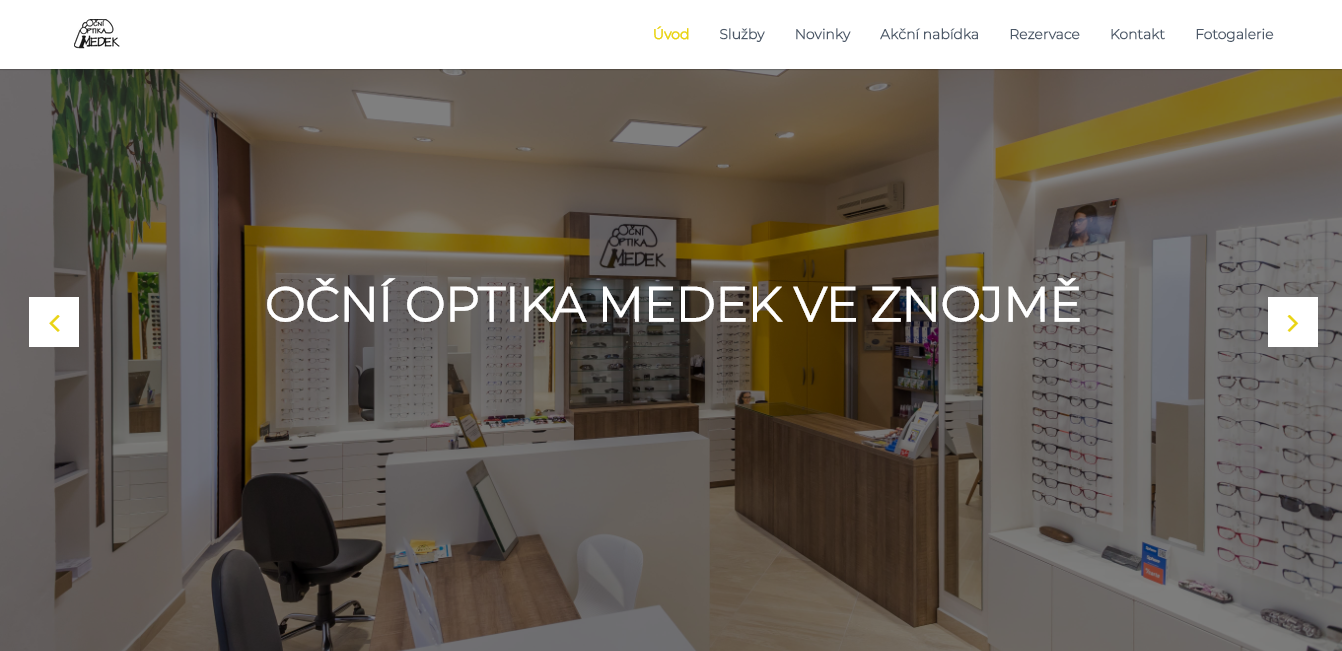 OČNÍ
OPTIKA
MEDEK
Úvod
Služby
Novinky
Akční nabídka
Rezervace
Kontakt
Fotogalerie
OČNÍ
OPTIKA
MEDEK
OČNÍ OPTIKA MEDEK VE ZNOJMĚ